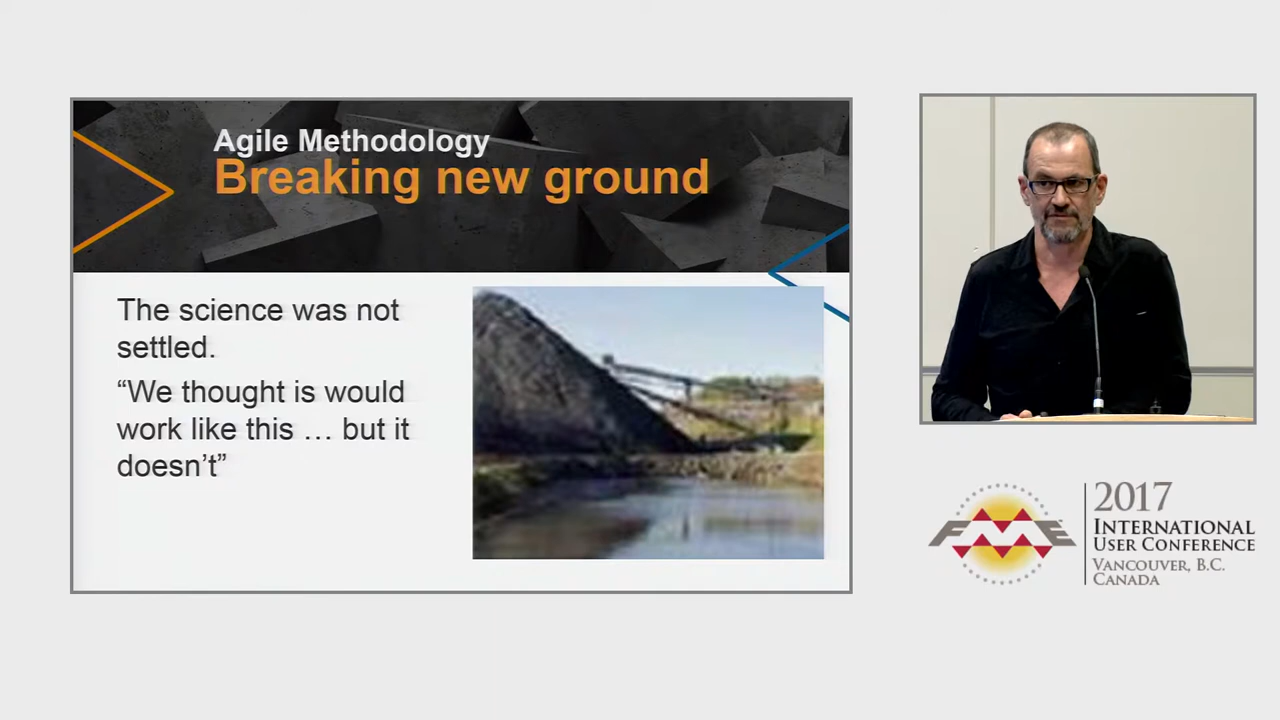 Agile Methodology
Breaking new ground
The science was not
settled.
“We thought is would
work like this … but it
doesn’t”
FME
2017
INTERNATIONAL
USER CONFERENCE
VANCOUVER, B.C.
CANADA